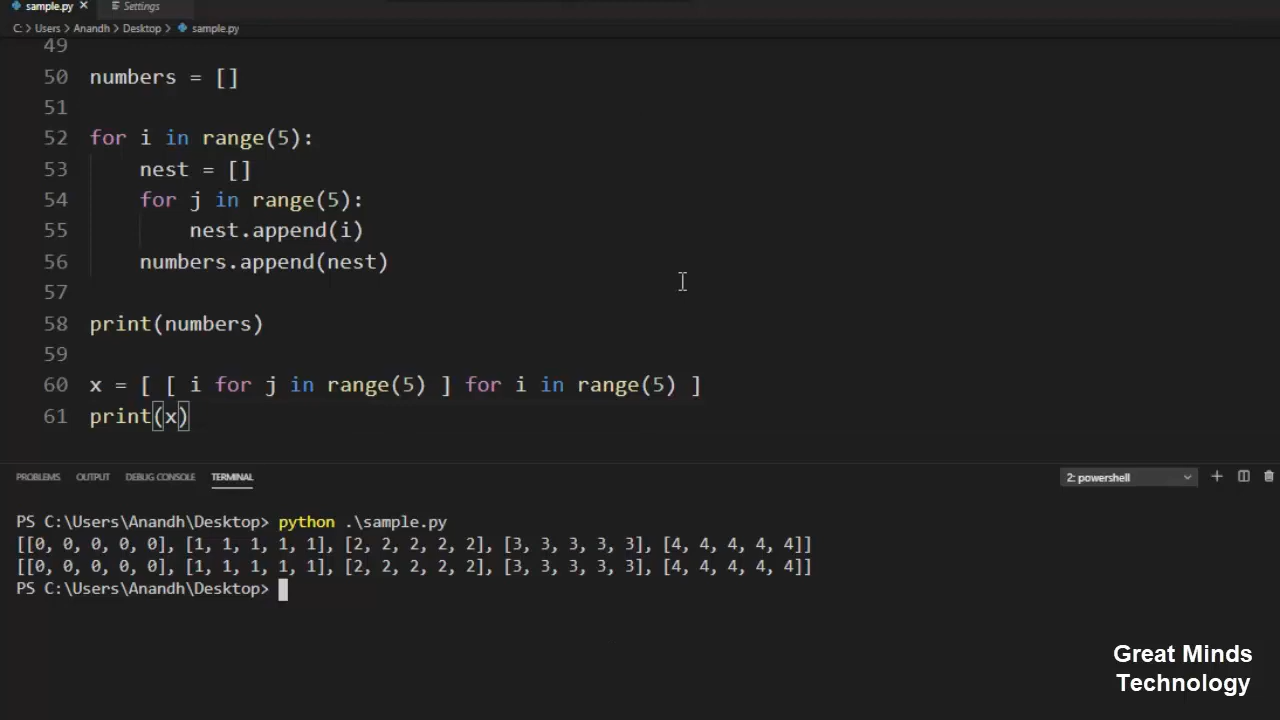 sample.py
Settings
C: > Users > Anandh > Desktop > sample.py
49
50 numbers = []
51
52 for i in range(5):
53     nest = []
54     for j in range(5):
55         nest.append(i)
56     numbers.append(nest)
57
58 print(numbers)
59
60 x = [ [ i for j in range(5) ] for i in range(5) ]
61 print(x)
PROBLEMS OUTPUT DEBUG CONSOLE TERMINAL 2: powershell
PS C:\Users\Anandh\Desktop> python .\sample.py
[[0, 0, 0, 0, 0], [1, 1, 1, 1, 1], [2, 2, 2, 2, 2], [3, 3, 3, 3, 3], [4, 4, 4, 4, 4]]
[[0, 0, 0, 0, 0], [1, 1, 1, 1, 1], [2, 2, 2, 2, 2], [3, 3, 3, 3, 3], [4, 4, 4, 4, 4]]
PS C:\Users\Anandh\Desktop>
Great Minds
Technology